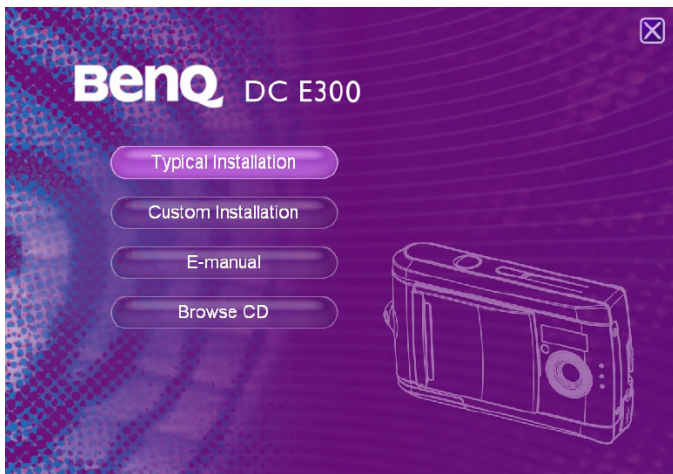 BenQ DC E300
Typical Installation
Custom Installation
E-manual
Browse CD